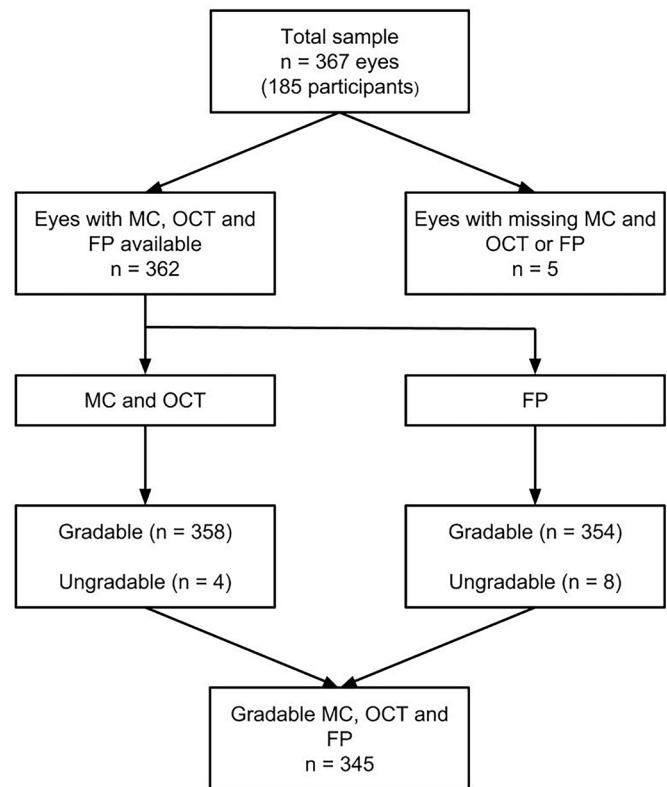 Total sample
n = 367 eyes
(185 participants)
Eyes with MC, OCT and
FP available
n = 362
Eyes with missing MC and
OCT or FP
n = 5
MC and OCT
FP
Gradable (n = 358)
Ungradable (n = 4)
Gradable (n = 354)
Ungradable (n = 8)
Gradable MC, OCT and
FP
n = 345